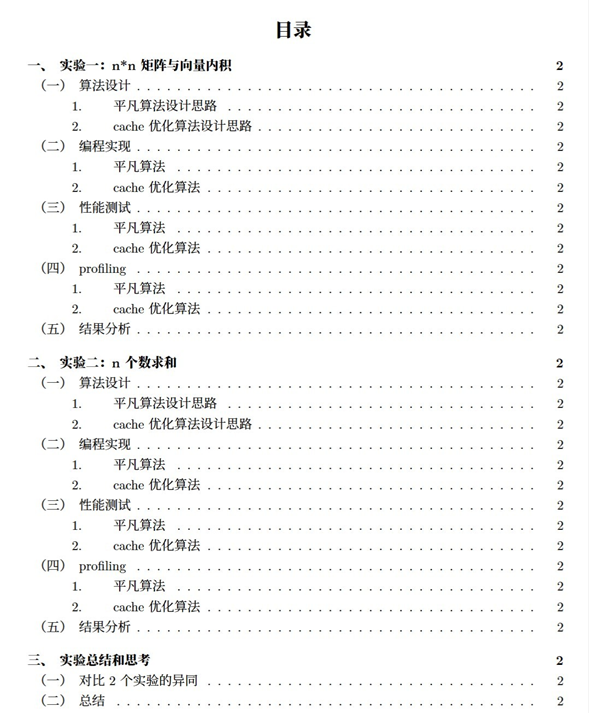 目录
一、 实验一：n*n 矩阵与向量内积 2
（一） 算法设计 . . . . . . . . . . . . . . . . . . . . 2
1. 平凡算法设计思路 . . . . . . . . . . . . . . . . . . . . 2
2. cache 优化算法设计思路 . . . . . . . . . . . . . . . . . . . . 2
（二） 编程实现 . . . . . . . . . . . . . . . . . . . . 2
1. 平凡算法 . . . . . . . . . . . . . . . . . . . . 2
2. cache 优化算法 . . . . . . . . . . . . . . . . . . . . 2
（三） 性能测试 . . . . . . . . . . . . . . . . . . . . 2
1. 平凡算法 . . . . . . . . . . . . . . . . . . . . 2
2. cache 优化算法 . . . . . . . . . . . . . . . . . . . . 2
（四） profiling . . . . . . . . . . . . . . . . . . . . 2
1. 平凡算法 . . . . . . . . . . . . . . . . . . . . 2
2. cache 优化算法 . . . . . . . . . . . . . . . . . . . . 2
（五） 结果分析 . . . . . . . . . . . . . . . . . . . . 2
二、 实验二：n 个数求和 2
（一） 算法设计 . . . . . . . . . . . . . . . . . . . . 2
1. 平凡算法设计思路 . . . . . . . . . . . . . . . . . . . . 2
2. cache 优化算法设计思路 . . . . . . . . . . . . . . . . . . . . 2
（二） 编程实现 . . . . . . . . . . . . . . . . . . . . 2
1. 平凡算法 . . . . . . . . . . . . . . . . . . . . 2
2. cache 优化算法 . . . . . . . . . . . . . . . . . . . . 2
（三） 性能测试 . . . . . . . . . . . . . . . . . . . . 2
1. 平凡算法 . . . . . . . . . . . . . . . . . . . . 2
2. cache 优化算法 . . . . . . . . . . . . . . . . . . . . 2
（四） profiling . . . . . . . . . . . . . . . . . . . . 2
1. 平凡算法 . . . . . . . . . . . . . . . . . . . . 2
2. cache 优化算法 . . . . . . . . . . . . . . . . . . . . 2
（五） 结果分析 . . . . . . . . . . . . . . . . . . . . 2
三、 实验总结和思考 2
（一） 对比 2 个实验的异同 . . . . . . . . . . . . . . . . . . . . 2
（二） 总结 . . . . . . . . . . . . . . . . . . . . 2